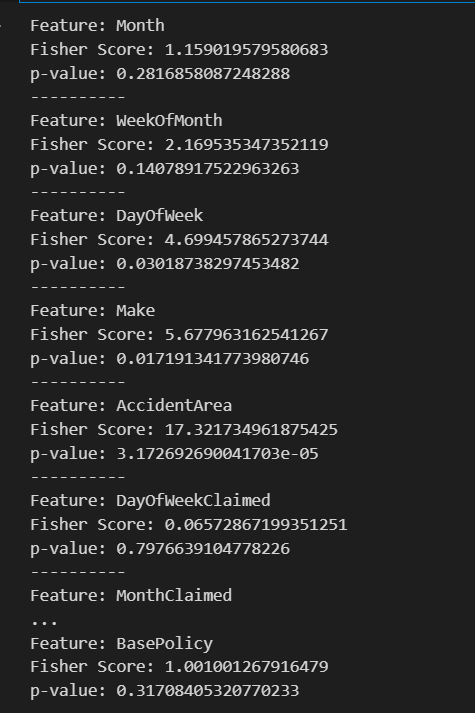 Feature: Month
Fisher Score: 1.159019579580683
p-value: 0.2816858087248288
----------
Feature: WeekOfMonth
Fisher Score: 2.169535347352119
p-value: 0.14078917522963263
----------
Feature: DayOfWeek
Fisher Score: 4.699457865273744
p-value: 0.03018738297453482
----------
Feature: Make
Fisher Score: 5.677963162541267
p-value: 0.017191341773980746
----------
Feature: AccidentArea
Fisher Score: 17.321734961875425
p-value: 3.172692690041703e-05
----------
Feature: DayOfWeekClaimed
Fisher Score: 0.06572867199351251
p-value: 0.7976639104778226
----------
Feature: MonthClaimed
...
Feature: BasePolicy
Fisher Score: 1.001001267916479
p-value: 0.31708405320770233